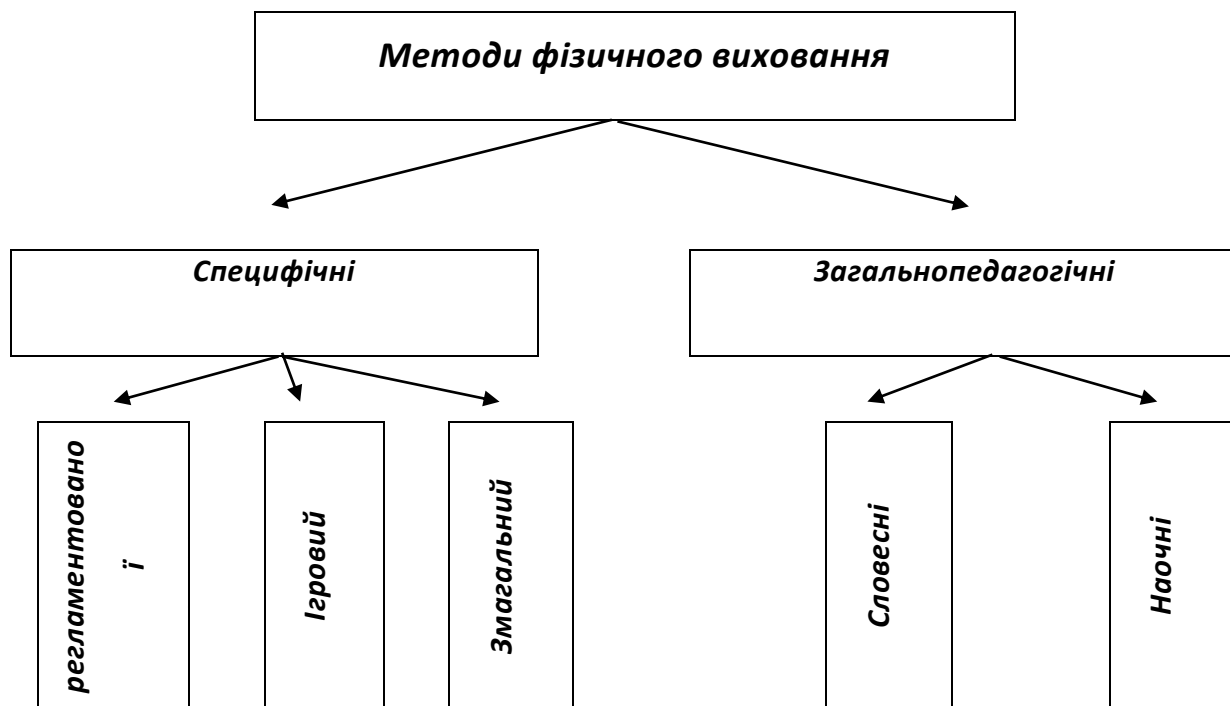 Методи фізичного виховання
Специфічні
Загальнопедагогічні
регламентовано
ї
Ігровий
Змагальний
Словесні
Наочні